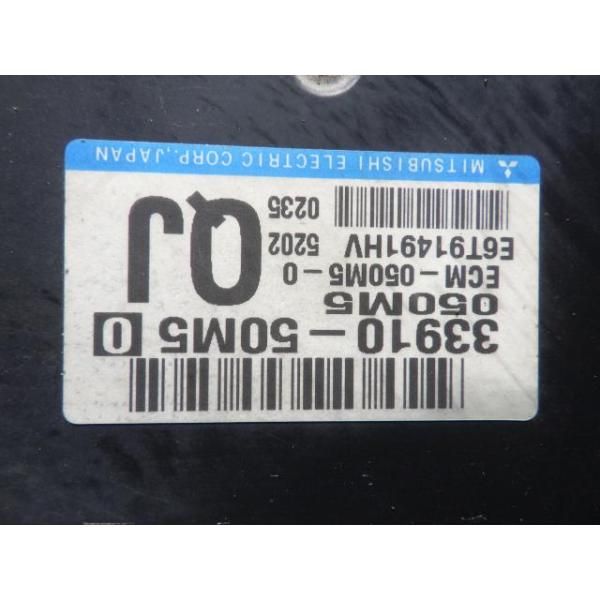 33910-50M5 0
050M5
ECM-050M5-0
E6T91491HV 5202
0235
QJ
MITSUBISHI ELECTRIC CORP., JAPAN